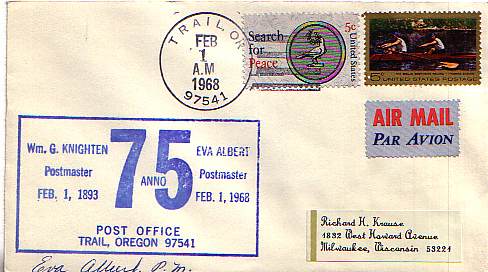 TRAIL OR
FEB
1
A.M
1968
97541
Search
for
Peace
5c
United States
5c UNITED STATES POSTAGE
AIR MAIL
PAR AVION
Wm. G. KNIGHTEN
Postmaster
FEB. 1, 1893
75
ANNO
EVA ALBERT
Postmaster
FEB. 1, 1968
POST OFFICE
TRAIL, OREGON 97541
Eva Albert P.M.
Richard H. Krause
1832 West Howard Avenue
Milwaukee, Wisconsin 53221